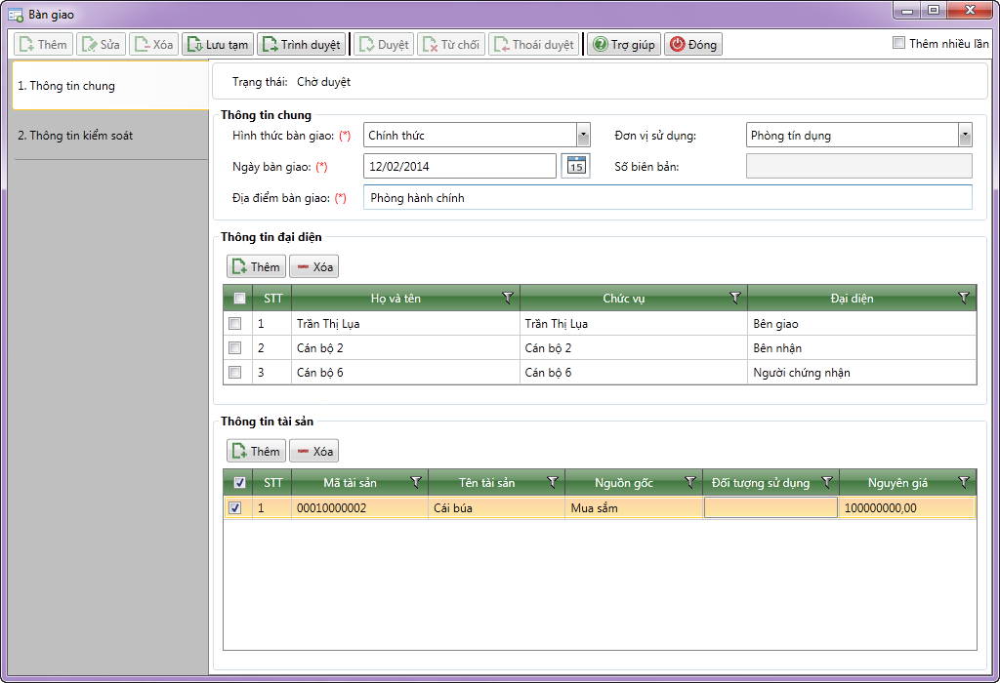 Bàn giao
Thêm Sửa Xóa Lưu tạm Trình duyệt Duyệt Từ chối Thoái duyệt Trợ giúp Đóng Thêm nhiều lần
1. Thông tin chung
2. Thông tin kiểm soát
Trạng thái: Chờ duyệt
Thông tin chung
Hình thức bàn giao: (*) Chính thức Đơn vị sử dụng: Phòng tín dụng
Ngày bàn giao: (*) 12/02/2014 15 Số biên bản:
Địa điểm bàn giao: (*) Phòng hành chính
Thông tin đại diện
Thêm Xóa
STT Họ và tên Chức vụ Đại diện
1 Trần Thị Lụa Trần Thị Lụa Bên giao
2 Cán bộ 2 Cán bộ 2 Bên nhận
3 Cán bộ 6 Cán bộ 6 Người chứng nhận
Thông tin tài sản
Thêm Xóa
STT Mã tài sản Tên tài sản Nguồn gốc Đối tượng sử dụng Nguyên giá
1 00010000002 Cái búa Mua sắm 100000000,00